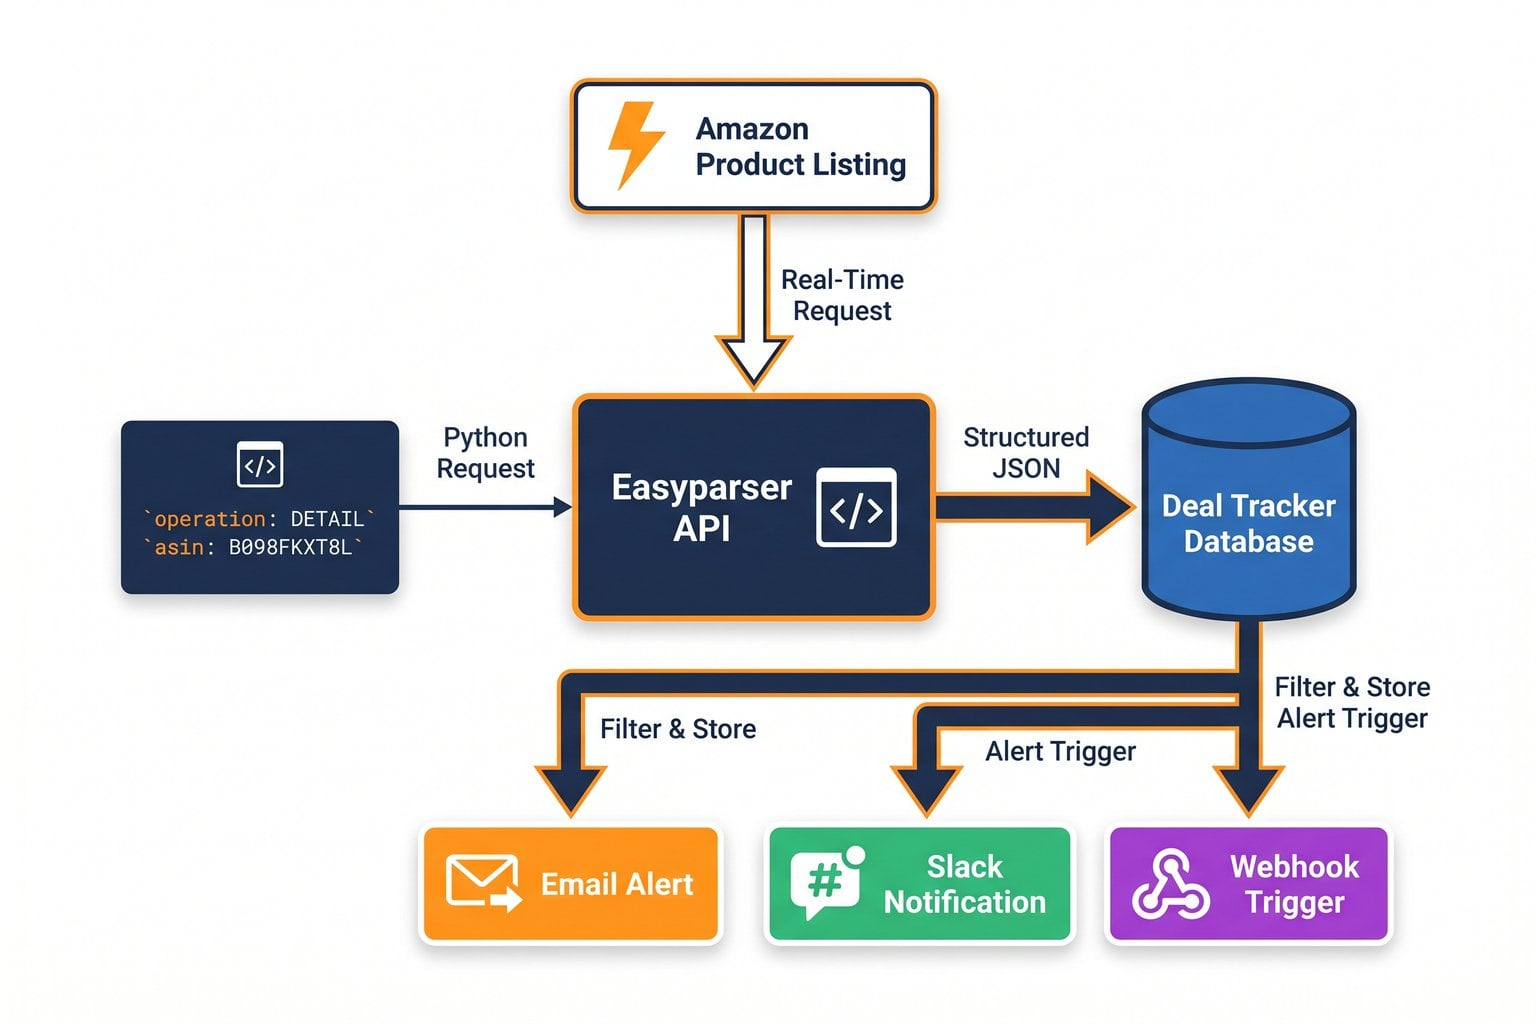 Amazon
Product Listing
Real-Time
Request
Python
Request
`operation: DETAIL`
`asin: B098FKXT8L`
Easyparser
API
</>
</>
Structured
JSON
Deal Tracker
Database
Filter & Store
Alert Trigger
Filter & Store
Alert Trigger
Email Alert
#
Slack
Notification
Webhook
Trigger